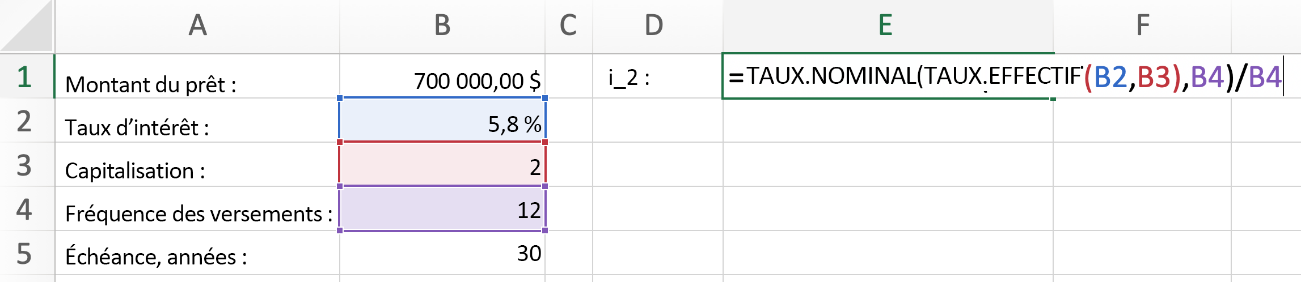 A B C D E F
1 Montant du prêt : 700 000,00 $ i_2 : =TAUX.NOMINAL(TAUX.EFFECTIF(B2,B3),B4)/B4
2 Taux d’intérêt : 5,8 %
3 Capitalisation : 2
4 Fréquence des versements : 12
5 Échéance, années : 30